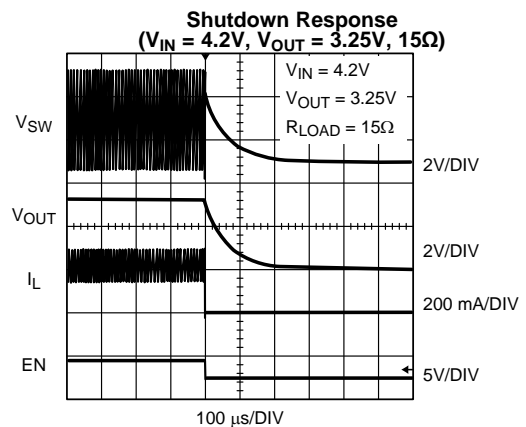 Shutdown Response
(VIN = 4.2V, VOUT = 3.25V, 15Ω)
VIN = 4.2V
VOUT = 3.25V
RLOAD = 15Ω
VSW
2V/DIV
VOUT
2V/DIV
IL
200 mA/DIV
EN
5V/DIV
100 μs/DIV